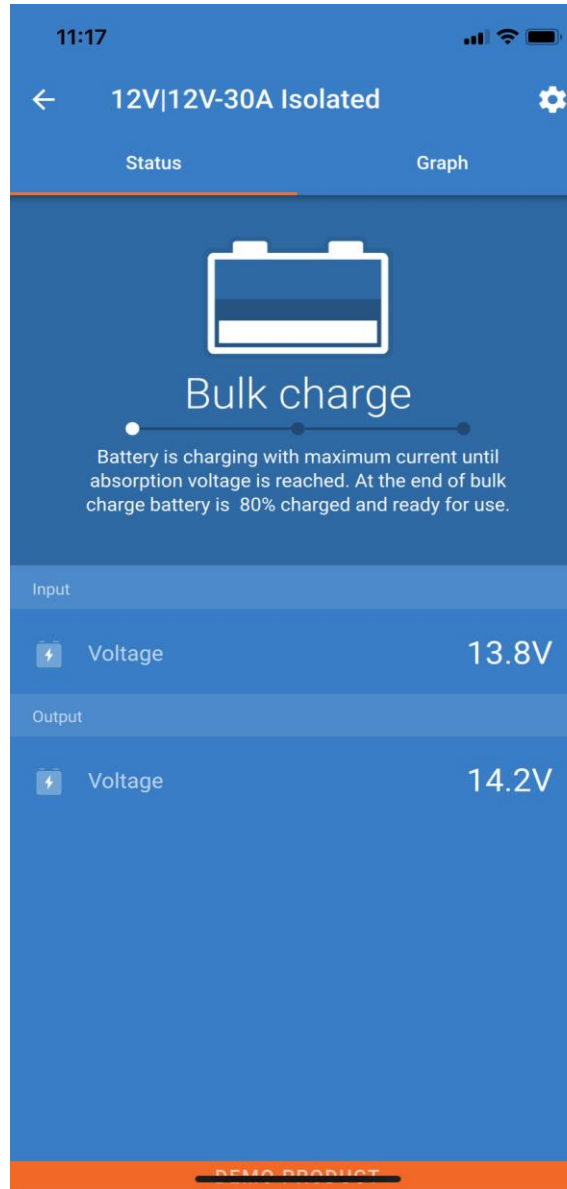 11:17
12V|12V-30A Isolated
Status Graph
Bulk charge
Battery is charging with maximum current until
absorption voltage is reached. At the end of bulk
charge battery is 80% charged and ready for use.
Input
Voltage 13.8V
Output
Voltage 14.2V
DEMO PRODUCT